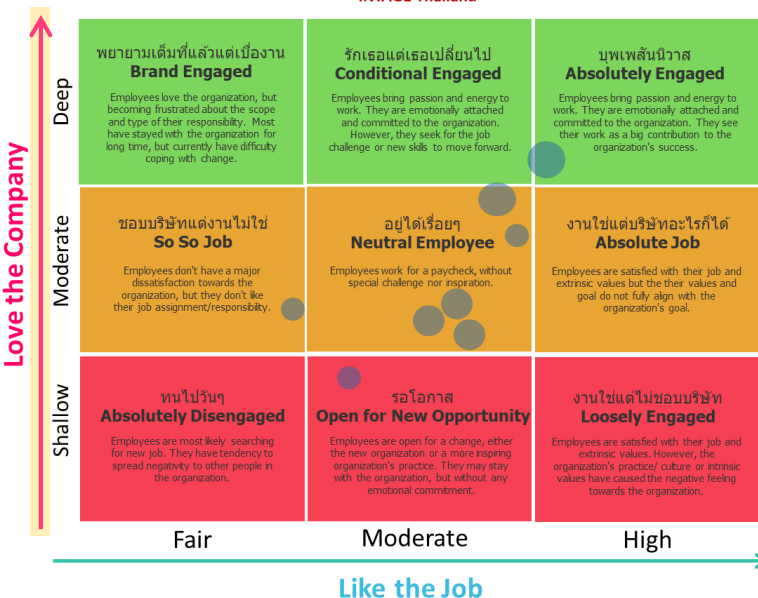 พยายามเต็มที่แล้วแต่เบื่องาน
Brand Engaged
Employees love the organization, but
becoming frustrated about the scope
and type of their responsibility. Most
have stayed with the organization for
long time, but currently have difficulty
coping with change.
รักเธอแต่เธอเปลี่ยนไป
Conditional Engaged
Employees bring passion and energy to
work. They are emotionally attached
and committed to the organization.
However, they seek for the job
challenge or new skills to move forward.
บุพเพสันนิวาส
Absolutely Engaged
Employees bring passion and energy to
work. They are emotionally attached and
committed to the organization. They see
their work as a big contribution to the
organization's success.
ชอบบริษัทแต่งานไม่ใช่
So So Job
Employees don't have a major
dissatisfaction towards the
organization, but they don't like
their job assignment/responsibility.
อยู่ได้เรื่อยๆ
Neutral Employee
Employees work for a paycheck, without
special challenge nor inspiration.
งานใช่แต่บริษัทอะไรก็ได้
Absolute Job
Employees are satisfied with their job and
extrinsic values but the their values and
goal do not fully align with the
organization's goal.
ทนไปวันๆ
Absolutely Disengaged
Employees are most likely searching
for new job. They have tendency to
spread negativity to other people in
the organization.
รอโอกาส
Open for New Opportunity
Employees are open for a change, either
the new organization or a more inspiring
organization's practice. They may stay
with the organization, but without any
emotional commitment.
งานใช่แต่ไม่ชอบบริษัท
Loosely Engaged
Employees are satisfied with their job and
extrinsic values. However, the
organization's practice/ culture or intrinsic
values have caused the negative feeling
towards the organization.
Love the Company
Deep
Moderate
Shallow
Fair
Moderate
High
Like the Job